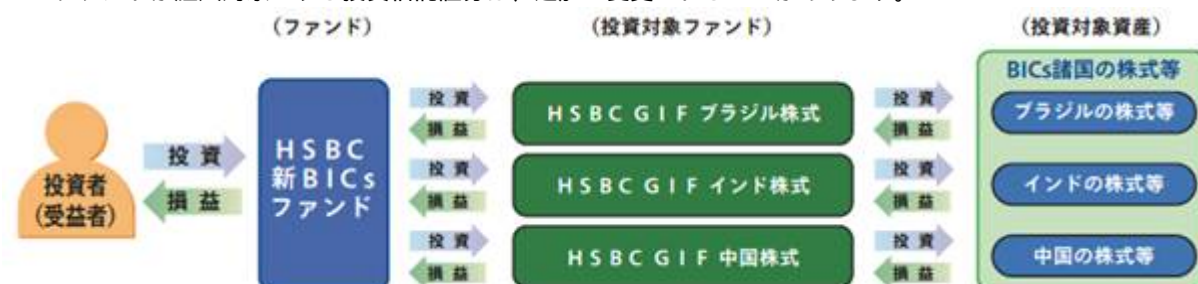 (ファンド)
(投資対象ファンド)
(投資対象資産)
BICs諸国の株式等
投資
損益
投資者
(受益者)
HSBC
新BICs
ファンド
投資
損益
HSBC GIF ブラジル株式
投資
損益
ブラジルの株式等
投資
損益
HSBC GIF インド株式
投資
損益
インドの株式等
投資
損益
HSBC GIF 中国株式
投資
損益
中国の株式等